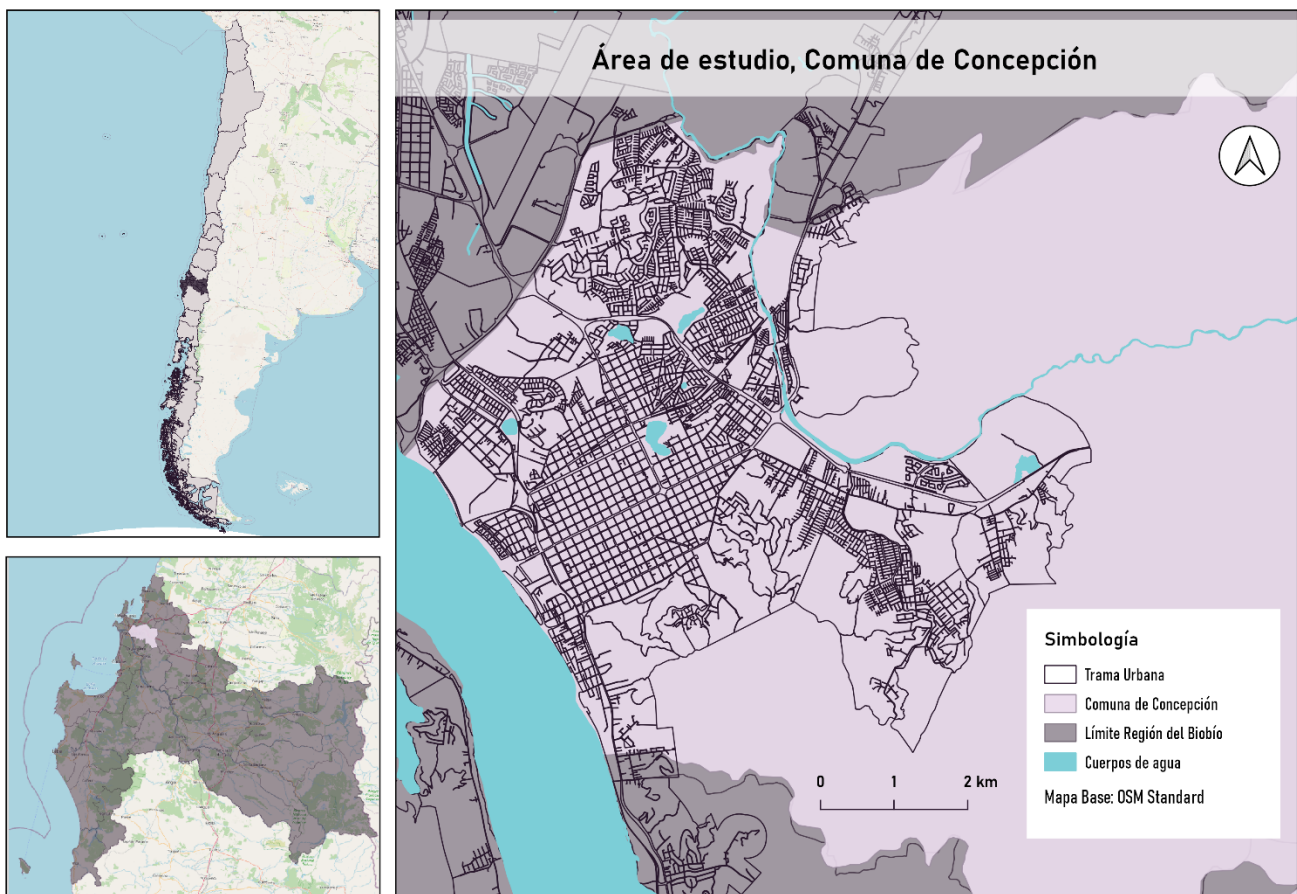 Área de estudio, Comuna de Concepción
Simbología
Trama Urbana
Comuna de Concepción
Límite Región del Biobío
Cuerpos de agua
0 1 2 km
Mapa Base: OSM Standard